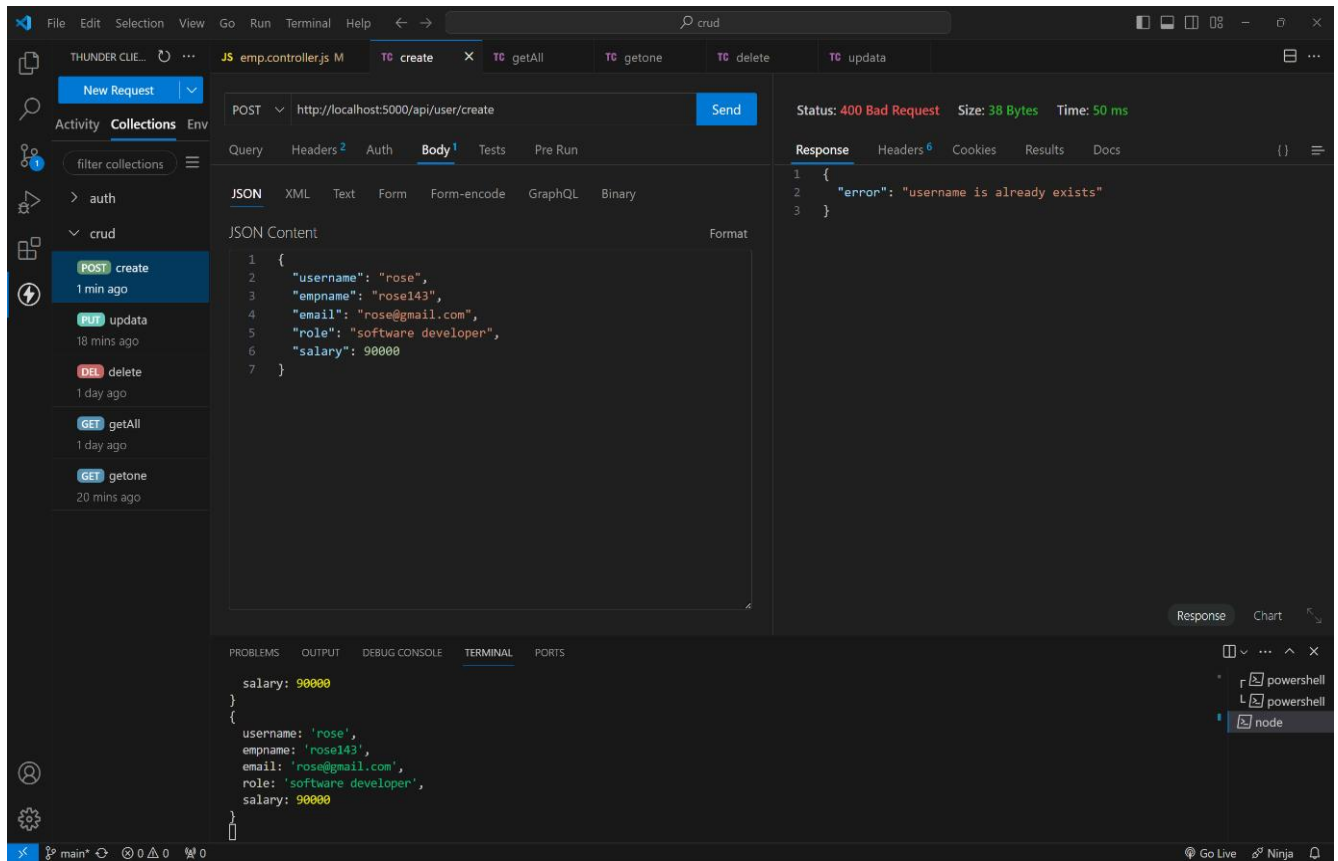 File Edit Selection View Go Run Terminal Help ← → crud
THUNDER CLIE... ...
JS emp.controller.js M TC create × TC getAll TC getone TC delete TC updata ...
New Request
Activity Collections Env
filter collections
> auth
crud
POST create
1 min ago
PUT updata
18 mins ago
DEL delete
1 day ago
GET getAll
1 day ago
GET getone
20 mins ago
POST http://localhost:5000/api/user/create Send
Query Headers 2 Auth Body 1 Tests Pre Run
JSON XML Text Form Form-encode GraphQL Binary
JSON Content Format
1 {
2 "username": "rose",
3 "empname": "rose143",
4 "email": "rose@gmail.com",
5 "role": "software developer",
6 "salary": 90000
7 }
Status: 400 Bad Request Size: 38 Bytes Time: 50 ms
Response Headers 6 Cookies Results Docs {}
1 {
2 "error": "username is already exists"
3 }
Response Chart
PROBLEMS OUTPUT DEBUG CONSOLE TERMINAL PORTS ...
salary: 90000
}
{
username: 'rose',
empname: 'rose143',
email: 'rose@gmail.com',
role: 'software developer',
salary: 90000
}
powershell
powershell
node
1
main* 0 0 0 Go Live Ninja